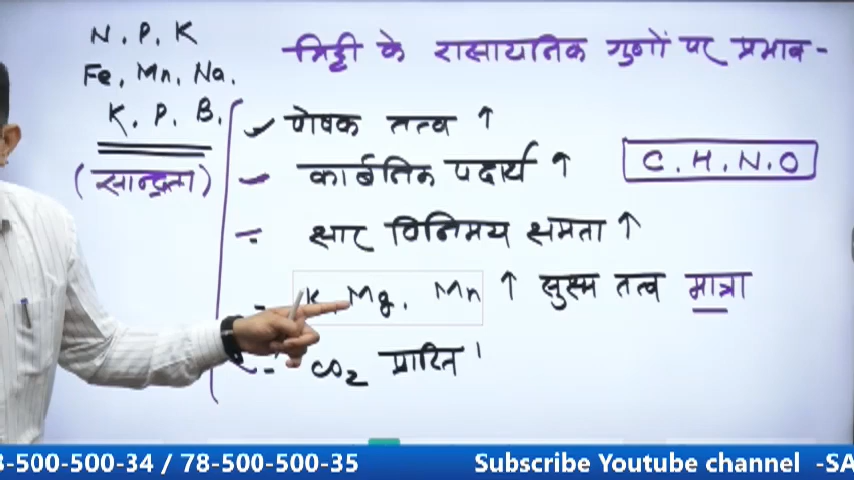 N. P. K
Fe, Mn, Na.
K. P. B.
(सान्द्रता)
मिट्टी के रासायनिक गुणों पर प्रभाव -
पोषक तत्व ↑
- कार्बनिक पदार्थ ↑
C. H. N. O
- क्षार विनिमय क्षमता ↑
- K, Mg, Mn ↑ सुक्ष्म तत्व मात्रा
- CO2 प्राप्ति
3-500-500-34 / 78-500-500-35
Subscribe Youtube channel -SA